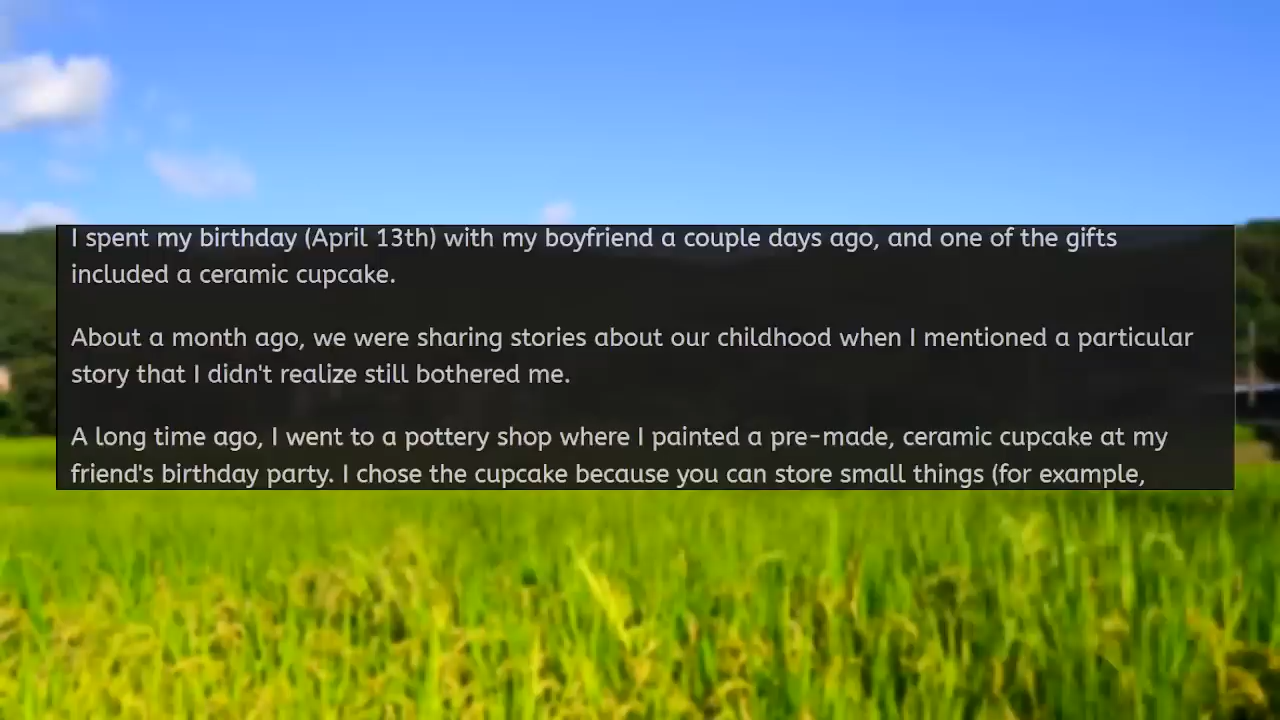 I spent my birthday (April 13th) with my boyfriend a couple days ago, and one of the gifts
included a ceramic cupcake.
About a month ago, we were sharing stories about our childhood when I mentioned a particular
story that I didn't realize still bothered me.
A long time ago, I went to a pottery shop where I painted a pre-made, ceramic cupcake at my
friend's birthday party. I chose the cupcake because you can store small things (for example,